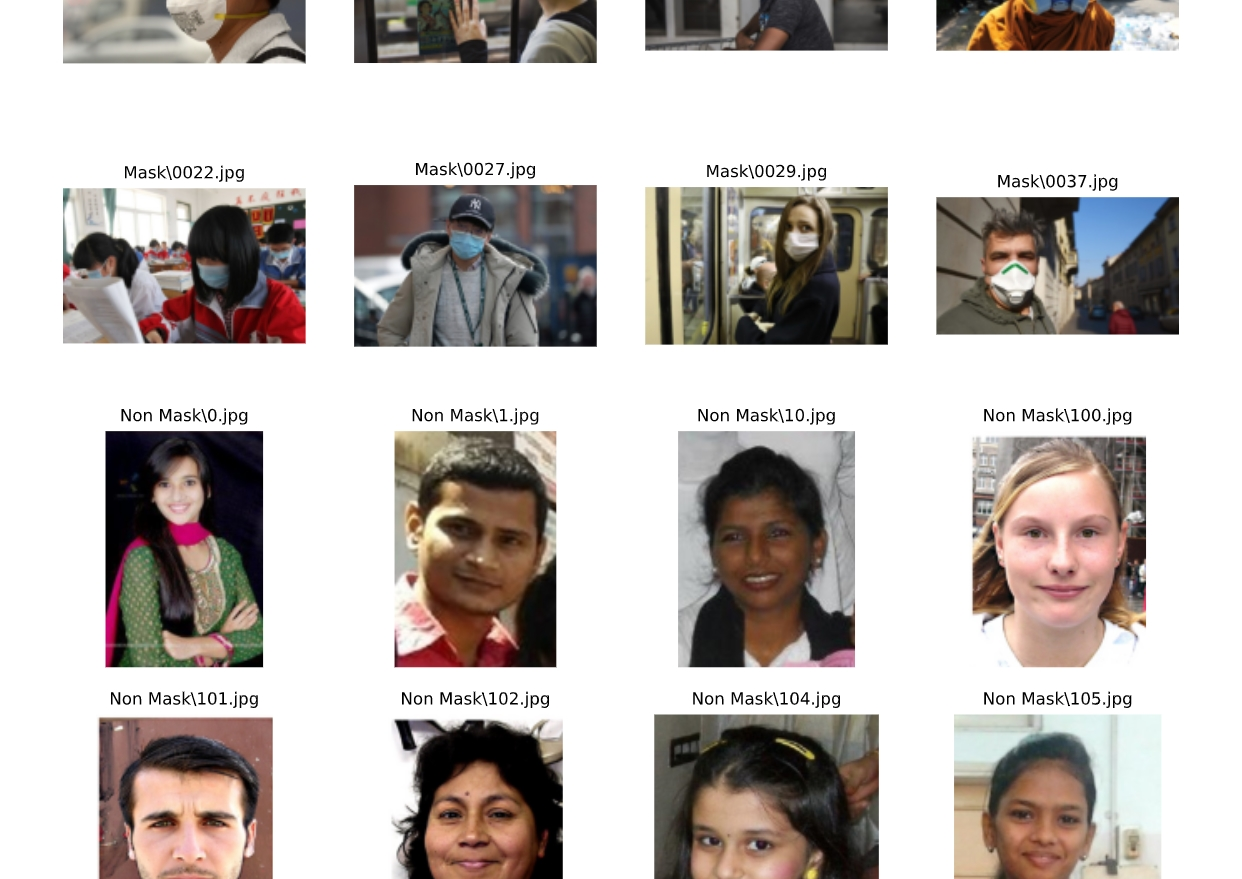 Mask\0022.jpg
Mask\0027.jpg
Mask\0029.jpg
Mask\0037.jpg
Non Mask\0.jpg
Non Mask\1.jpg
Non Mask\10.jpg
Non Mask\100.jpg
Non Mask\101.jpg
Non Mask\102.jpg
Non Mask\104.jpg
Non Mask\105.jpg